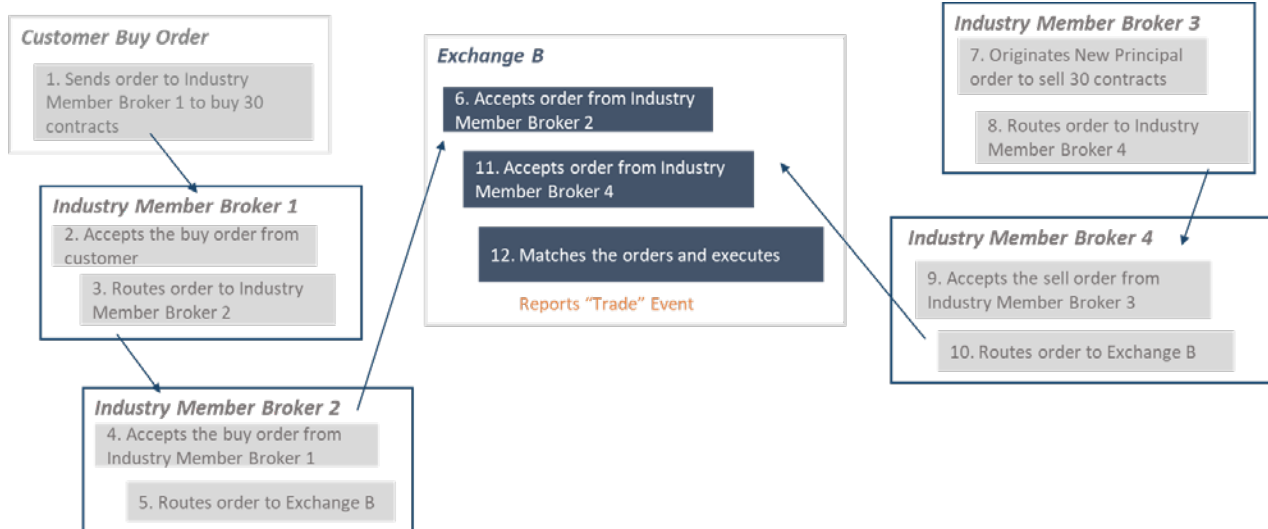 Customer Buy Order
1. Sends order to Industry
Member Broker 1 to buy 30
contracts
Industry Member Broker 1
2. Accepts the buy order from
customer
3. Routes order to Industry
Member Broker 2
Industry Member Broker 2
4. Accepts the buy order from
Industry Member Broker 1
5. Routes order to Exchange B
Exchange B
6. Accepts order from Industry
Member Broker 2
11. Accepts order from Industry
Member Broker 4
12. Matches the orders and executes
Reports “Trade” Event
Industry Member Broker 3
7. Originates New Principal
order to sell 30 contracts
8. Routes order to Industry
Member Broker 4
Industry Member Broker 4
9. Accepts the sell order from
Industry Member Broker 3
10. Routes order to Exchange B